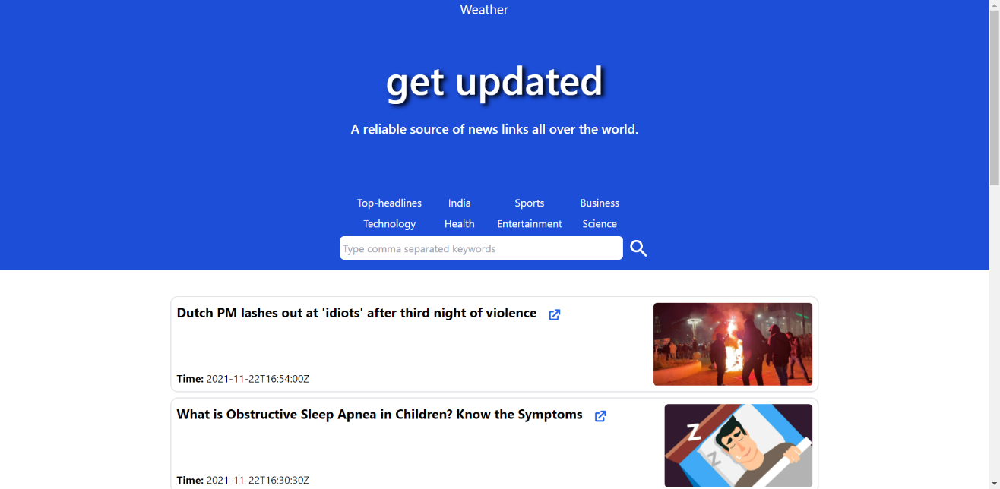 Weather
get updated
A reliable source of news links all over the world.
Top-headlines India Sports Business
Technology Health Entertainment Science
Type comma separated keywords
Dutch PM lashes out at 'idiots' after third night of violence
Time: 2021-11-22T16:54:00Z
What is Obstructive Sleep Apnea in Children? Know the Symptoms
Z
Z
Z
Time: 2021-11-22T16:30:30Z